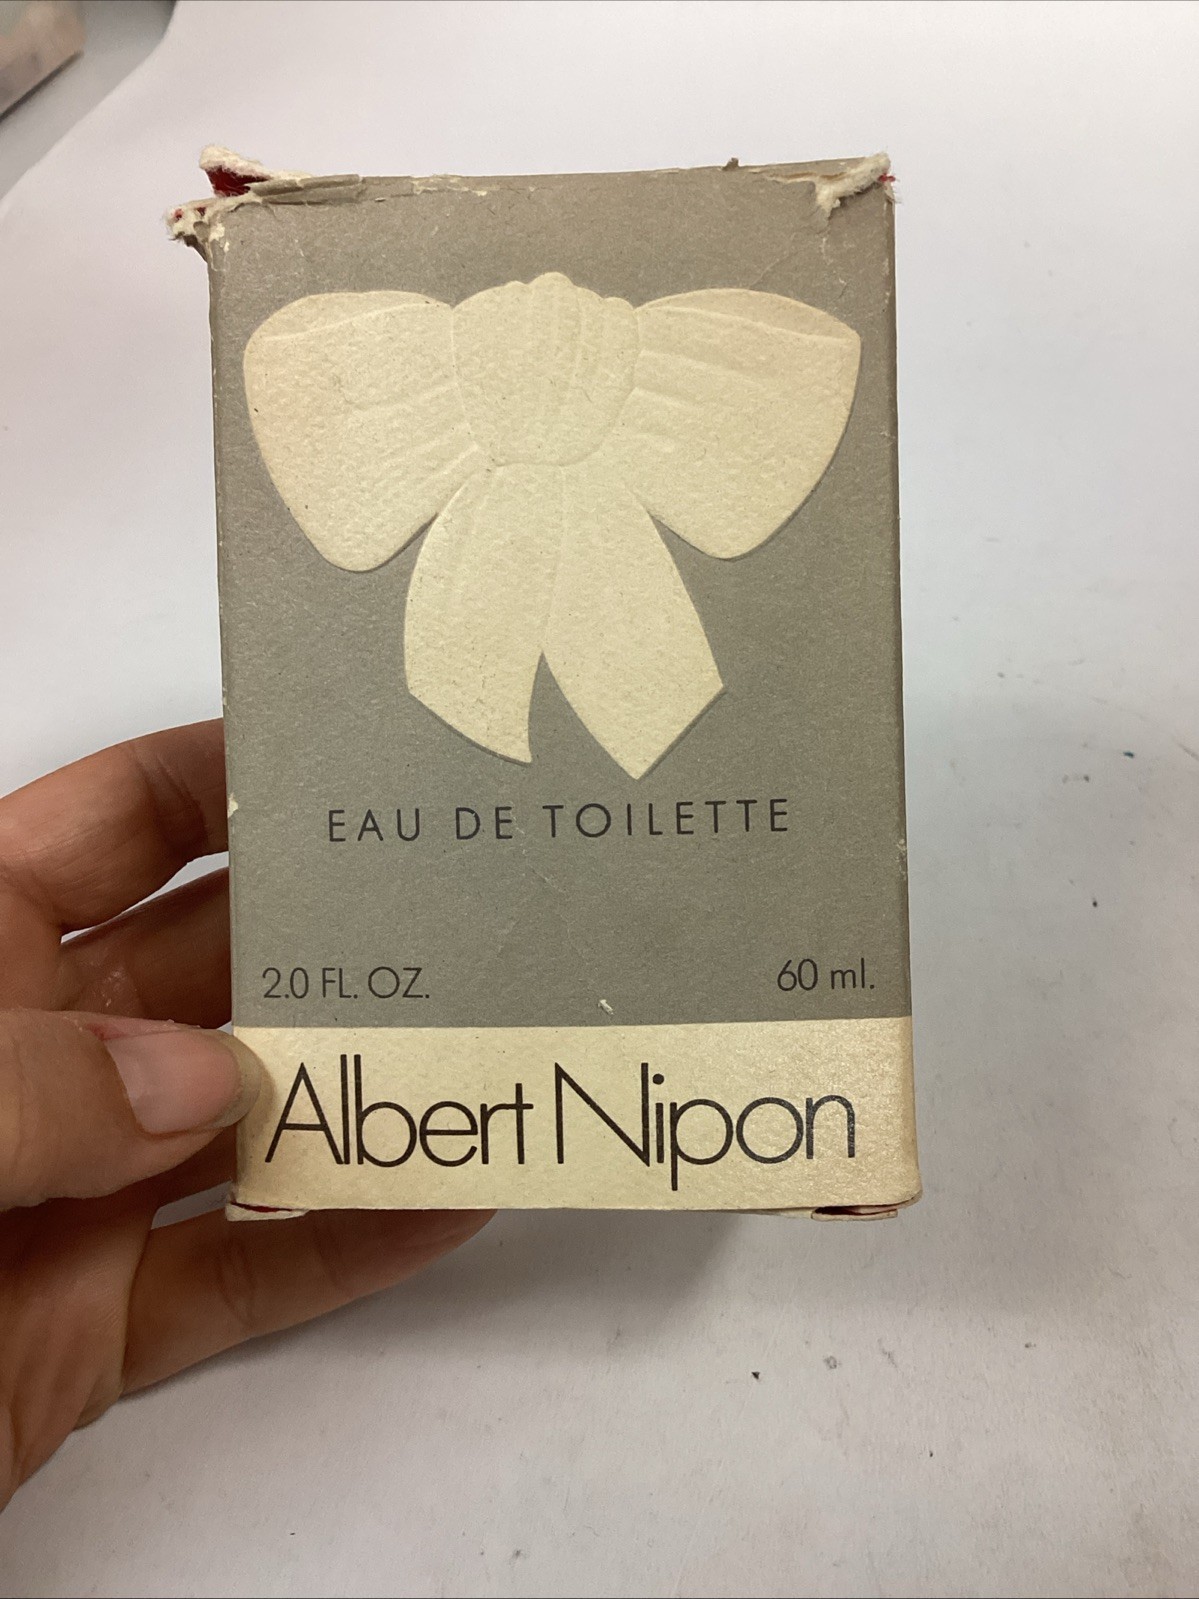 EAU DE TOILETTE
2.0 FL. OZ. 60 ml.
Albert Nipon